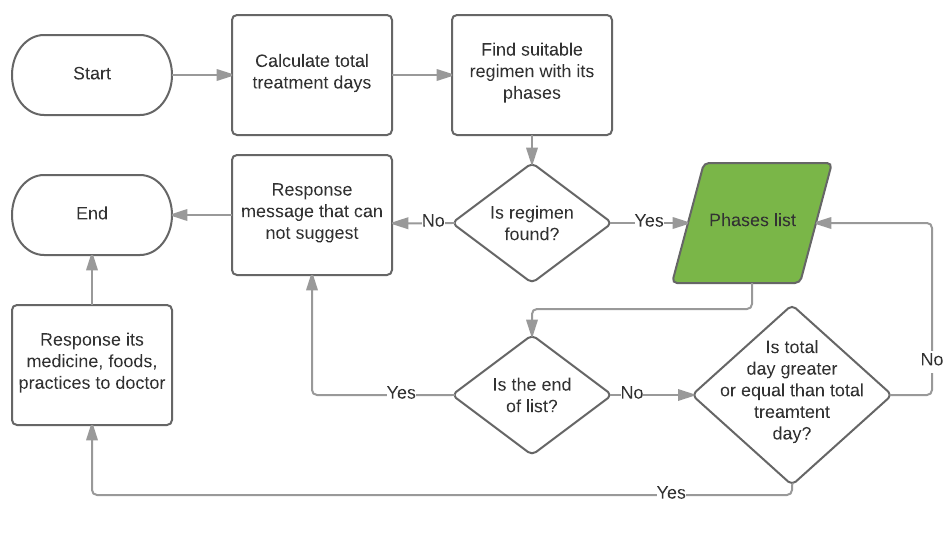 Start
Calculate total
treatment days
Find suitable
regimen with its
phases
End
Response
message that can
not suggest
No
Is regimen
found?
Yes
Phases list
Response its
medicine, foods,
practices to doctor
Yes
Is the end
of list?
No
Is total
day greater
or equal than total
treamtent
day?
No
Yes